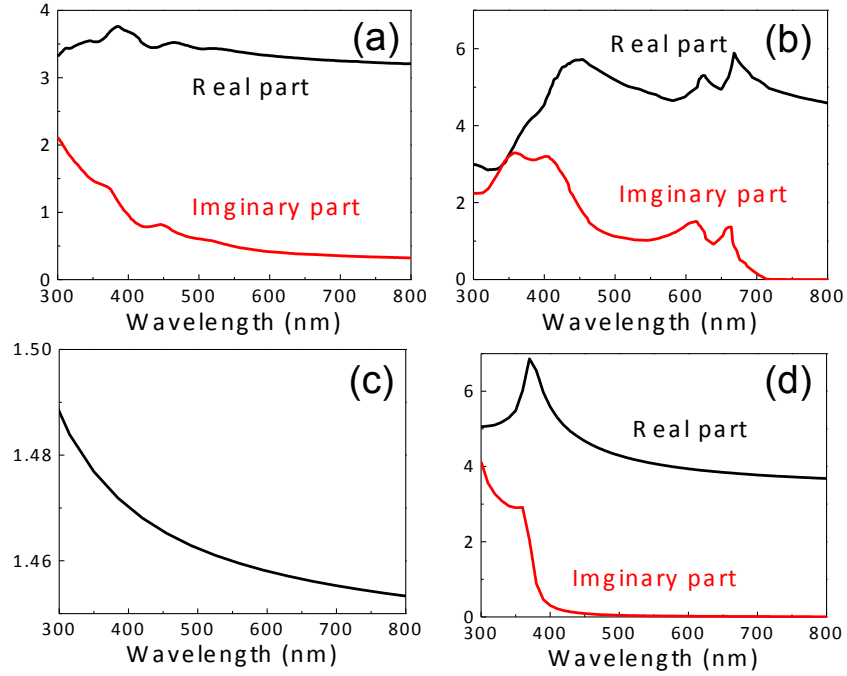 (a)
4
3
2
1
0
Real part
Imginary part
300 400 500 600 700 800
Wavelength (nm)
(b)
6
4
2
0
Real part
Imginary part
300 400 500 600 700 800
Wavelength (nm)
(c)
1.50
1.48
1.46
300 400 500 600 700 800
Wavelength (nm)
(d)
6
4
2
0
Real part
Imginary part
300 400 500 600 700 800
Wavelength (nm)